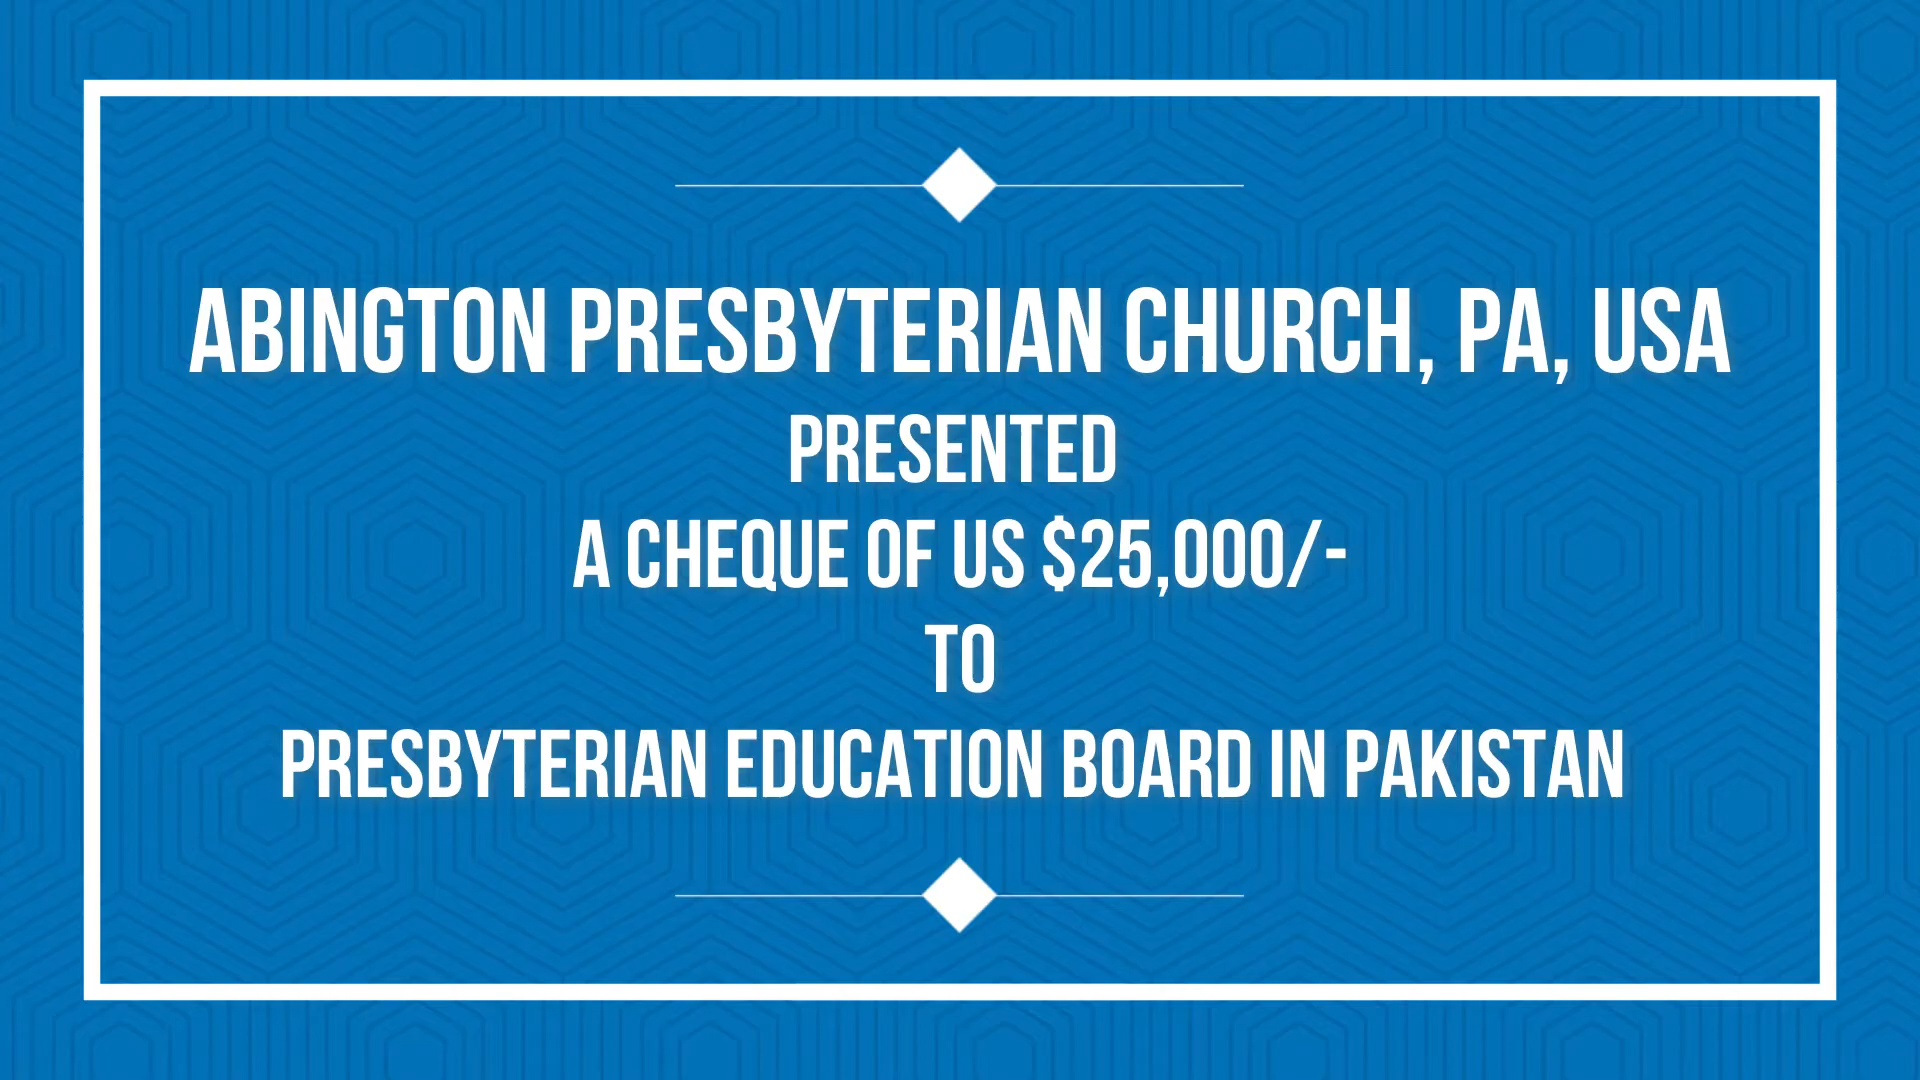 ABINGTON PRESBYTERIAN CHURCH, PA, USA
PRESENTED
A CHEQUE OF US $25,000/-
TO
PRESBYTERIAN EDUCATION BOARD IN PAKISTAN